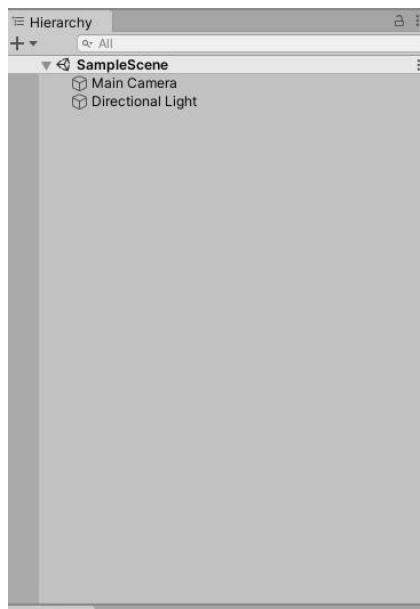 Hierarchy
All
SampleScene
Main Camera
Directional Light